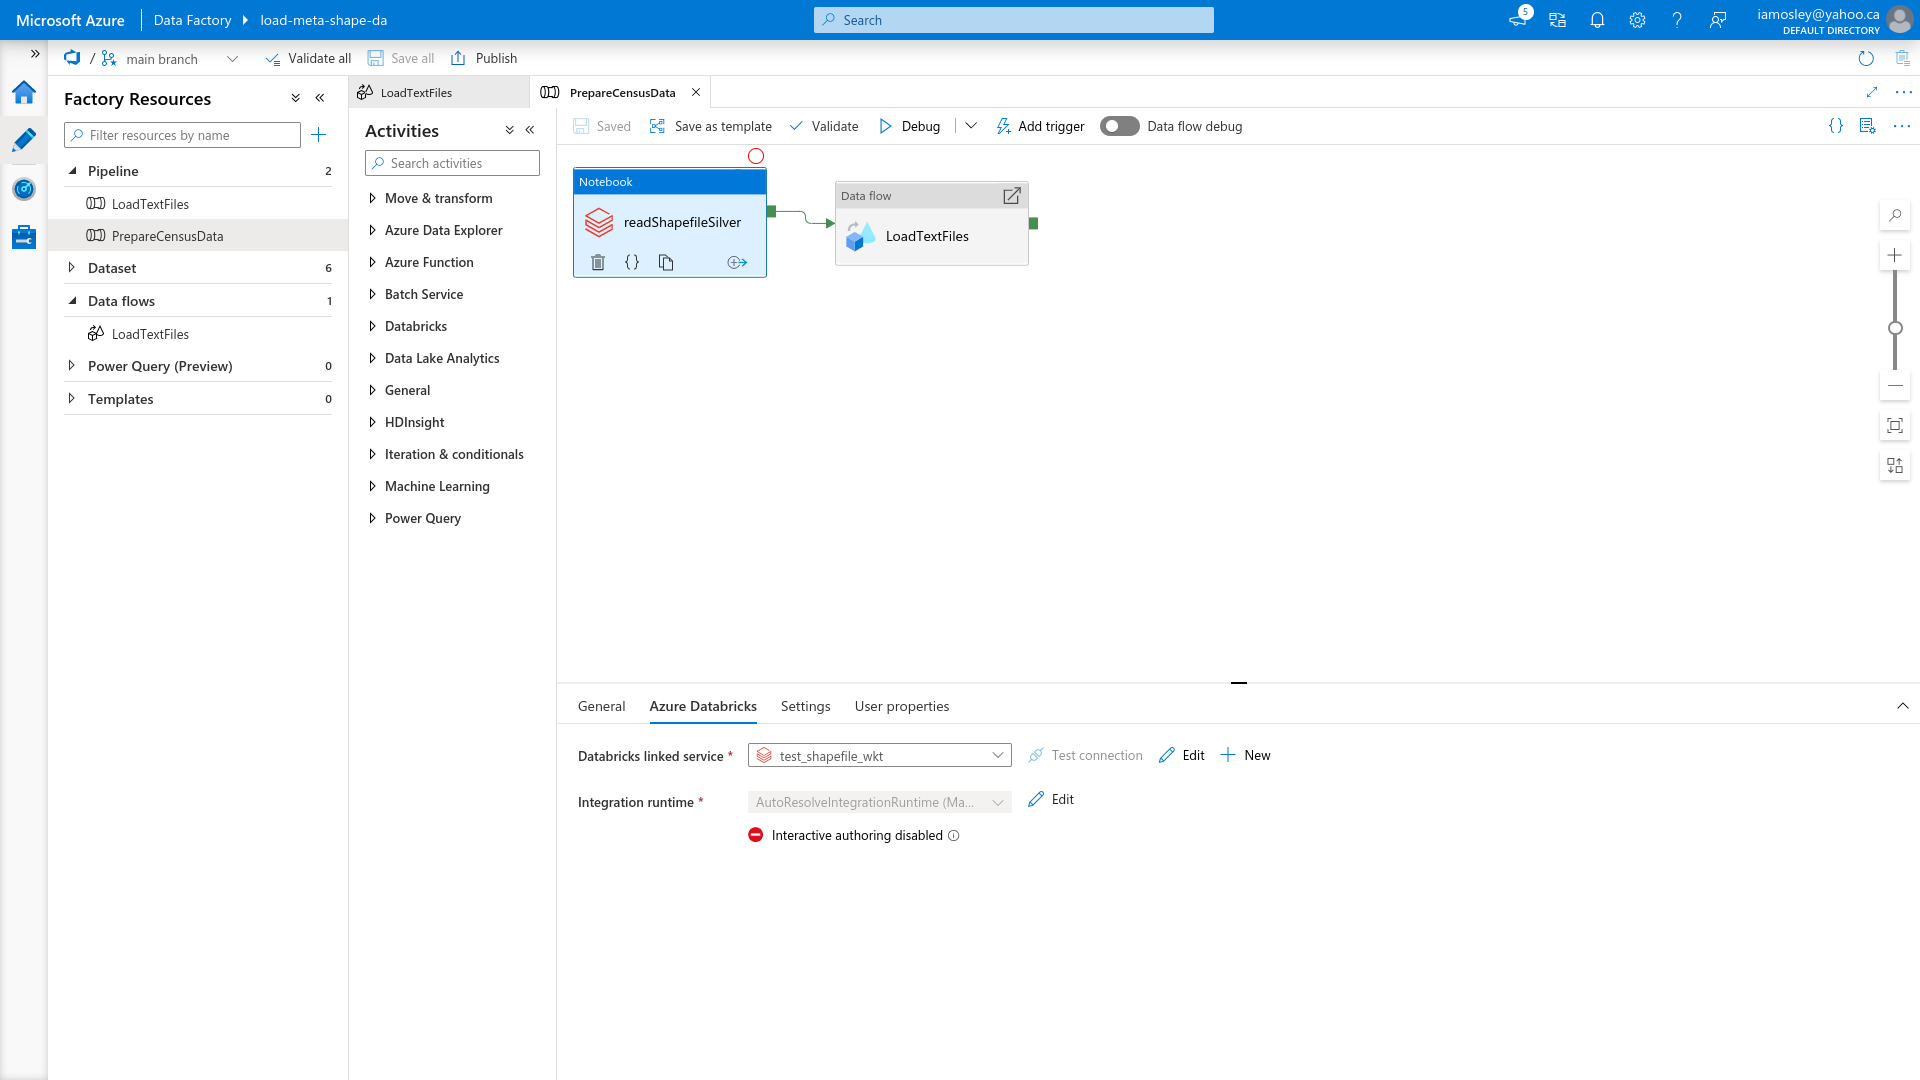 Microsoft Azure
Data Factory
load-meta-shape-da
Search
5
iamosley@yahoo.ca
DEFAULT DIRECTORY
/ main branch
Validate all
Save all
Publish
Factory Resources
Filter resources by name
Pipeline 2
LoadTextFiles
PrepareCensusData
Dataset 6
Data flows 1
LoadTextFiles
Power Query (Preview) 0
Templates 0
LoadTextFiles
PrepareCensusData
Activities
Search activities
Move & transform
Azure Data Explorer
Azure Function
Batch Service
Databricks
Data Lake Analytics
General
HDInsight
Iteration & conditionals
Machine Learning
Power Query
Saved
Save as template
Validate
Debug
Add trigger
Data flow debug
Notebook
readShapefileSilver
Data flow
LoadTextFiles
General
Azure Databricks
Settings
User properties
Databricks linked service *
test_shapefile_wkt
Test connection
Edit
New
Integration runtime *
AutoResolveIntegrationRuntime (Ma...
Edit
Interactive authoring disabled